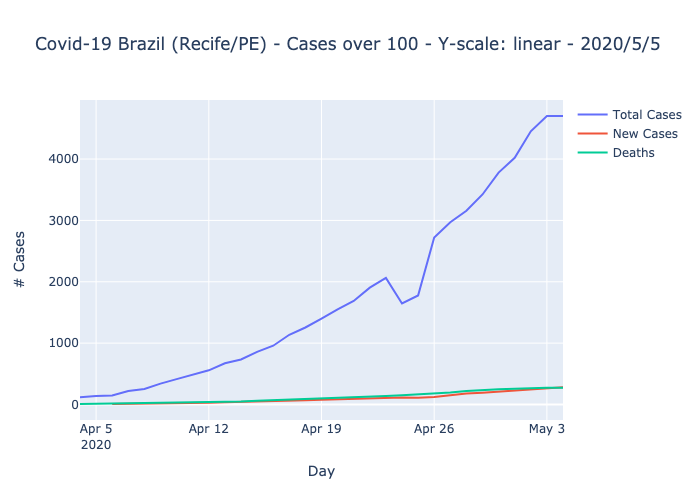 Covid-19 Brazil (Recife/PE) - Cases over 100 - Y-scale: linear - 2020/5/5
Total Cases
New Cases
Deaths
# Cases
4000
3000
2000
1000
0
Apr 5
2020
Apr 12
Apr 19
Apr 26
May 3
Day